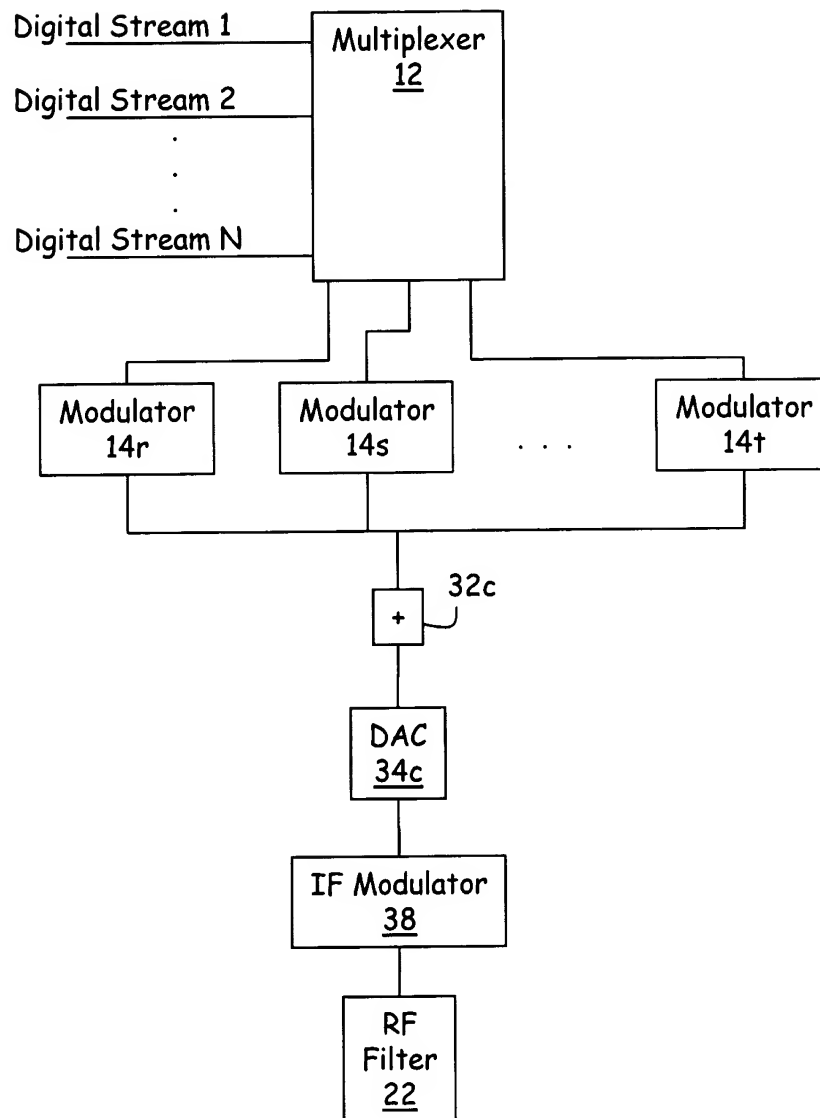 Digital Stream 1
Digital Stream 2
.
.
.
Digital Stream N
Multiplexer
12
Modulator
14r
Modulator
14s
. . .
Modulator
14t
+
32c
DAC
34c
IF Modulator
38
RF
Filter
22